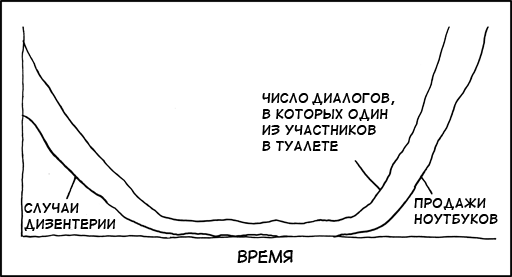 ЧИСЛО ДИАЛОГОВ,
В КОТОРЫХ ОДИН
ИЗ УЧАСТНИКОВ
В ТУАЛЕТЕ
СЛУЧАИ
ДИЗЕНТЕРИИ
ПРОДАЖИ
НОУТБУКОВ
ВРЕМЯ